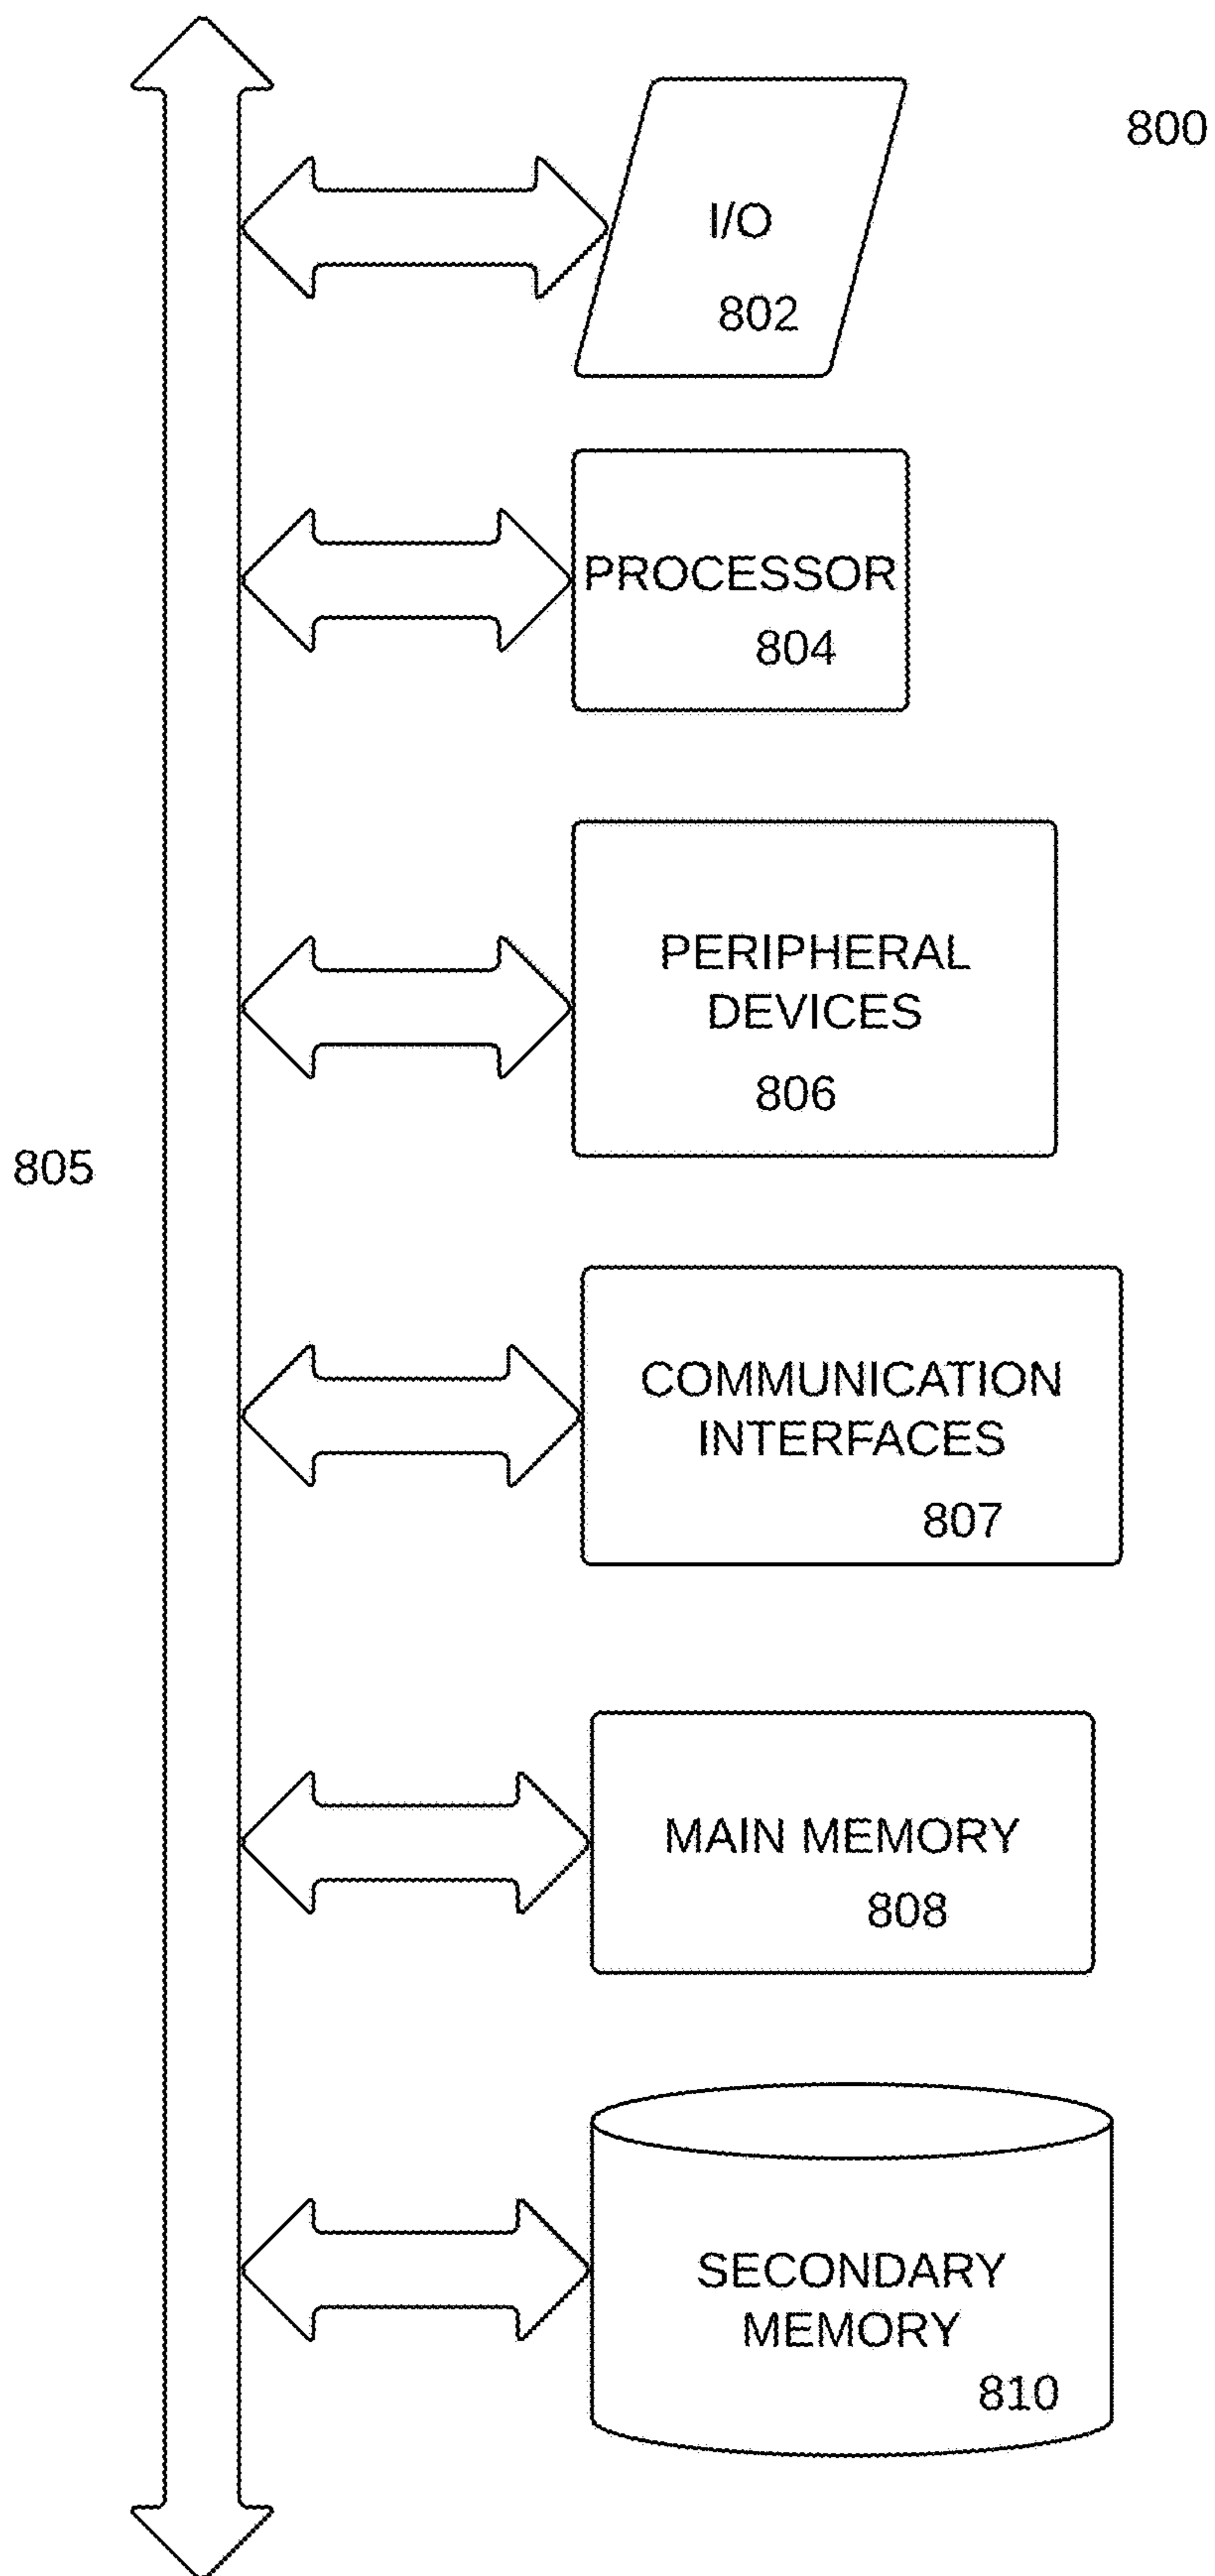 800
I/O
802
PROCESSOR
804
PERIPHERAL
DEVICES
806
805
COMMUNICATION
INTERFACES
807
MAIN MEMORY
808
SECONDARY
MEMORY
810